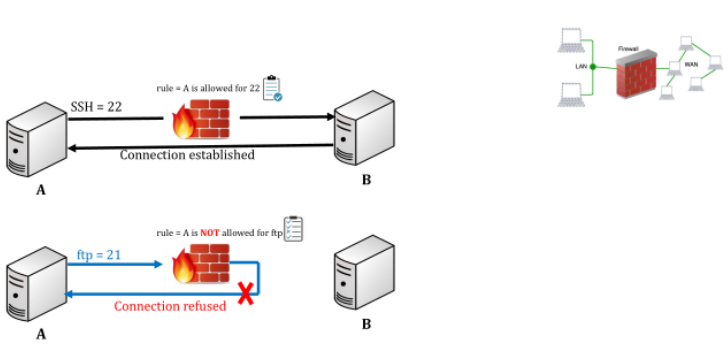 rule = A is allowed for 22
SSH = 22
Connection established
A
B
rule = A is NOT allowed for ftp
ftp = 21
Connection refused
A
B
Firewall
LAN
WAN